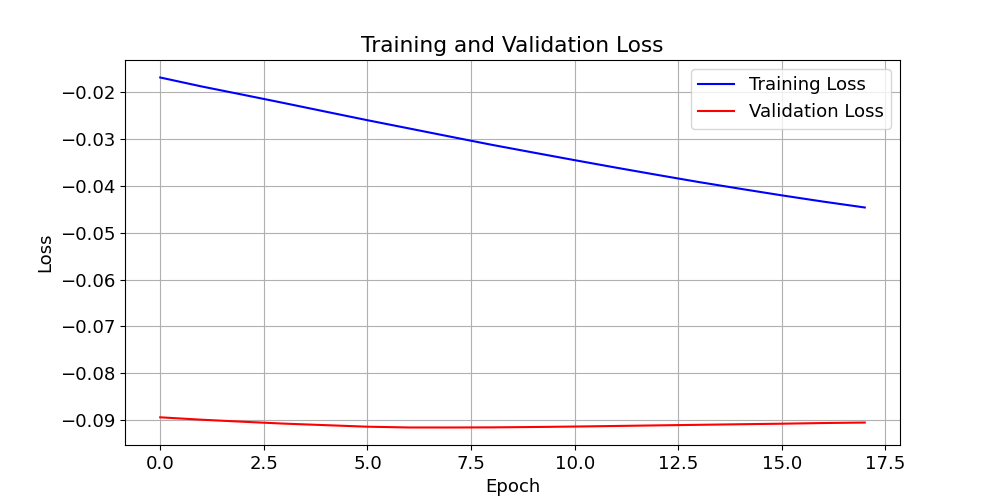 Training and Validation Loss
Training Loss
Validation Loss
−0.02
−0.03
−0.04
−0.05
−0.06
−0.07
−0.08
−0.09
Loss
0.0 2.5 5.0 7.5 10.0 12.5 15.0 17.5
Epoch